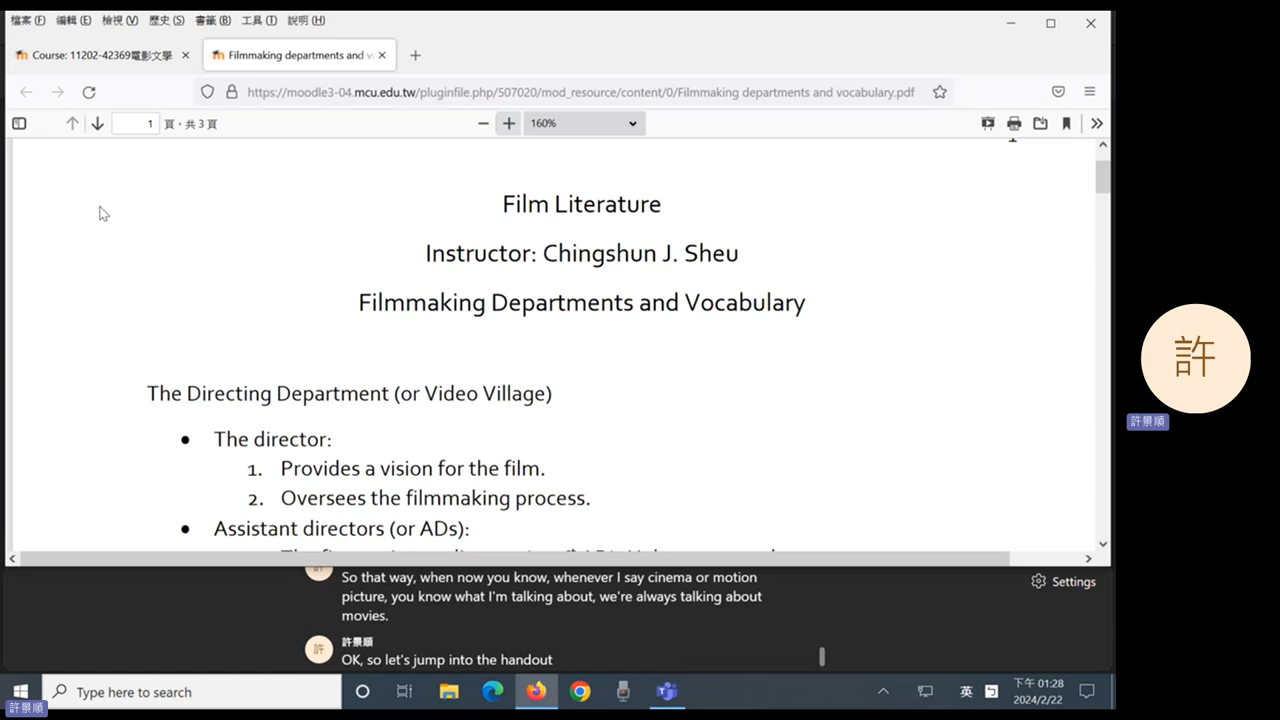 檔案(F) 編輯(E) 檢視(V) 歷史(S) 書籤(B) 工具(T) 說明(H)
Course: 11202-42369電影文學
Filmmaking departments and vo
https://moodle3-04.mcu.edu.tw/pluginfile.php/507020/mod_resource/content/0/Filmmaking departments and vocabulary.pdf
1 頁，共 3 頁
160%
Film Literature
Instructor: Chingshun J. Sheu
Filmmaking Departments and Vocabulary
The Directing Department (or Video Village)
• The director:
1. Provides a vision for the film.
2. Oversees the filmmaking process.
• Assistant directors (or ADs):
許
許景順
Settings
So that way, when now you know, whenever I say cinema or motion
picture, you know what I'm talking about, we're always talking about
movies.
許景順
許
OK, so let's jump into the handout
Type here to search
英
下午 01:28
2024/2/22
許景順